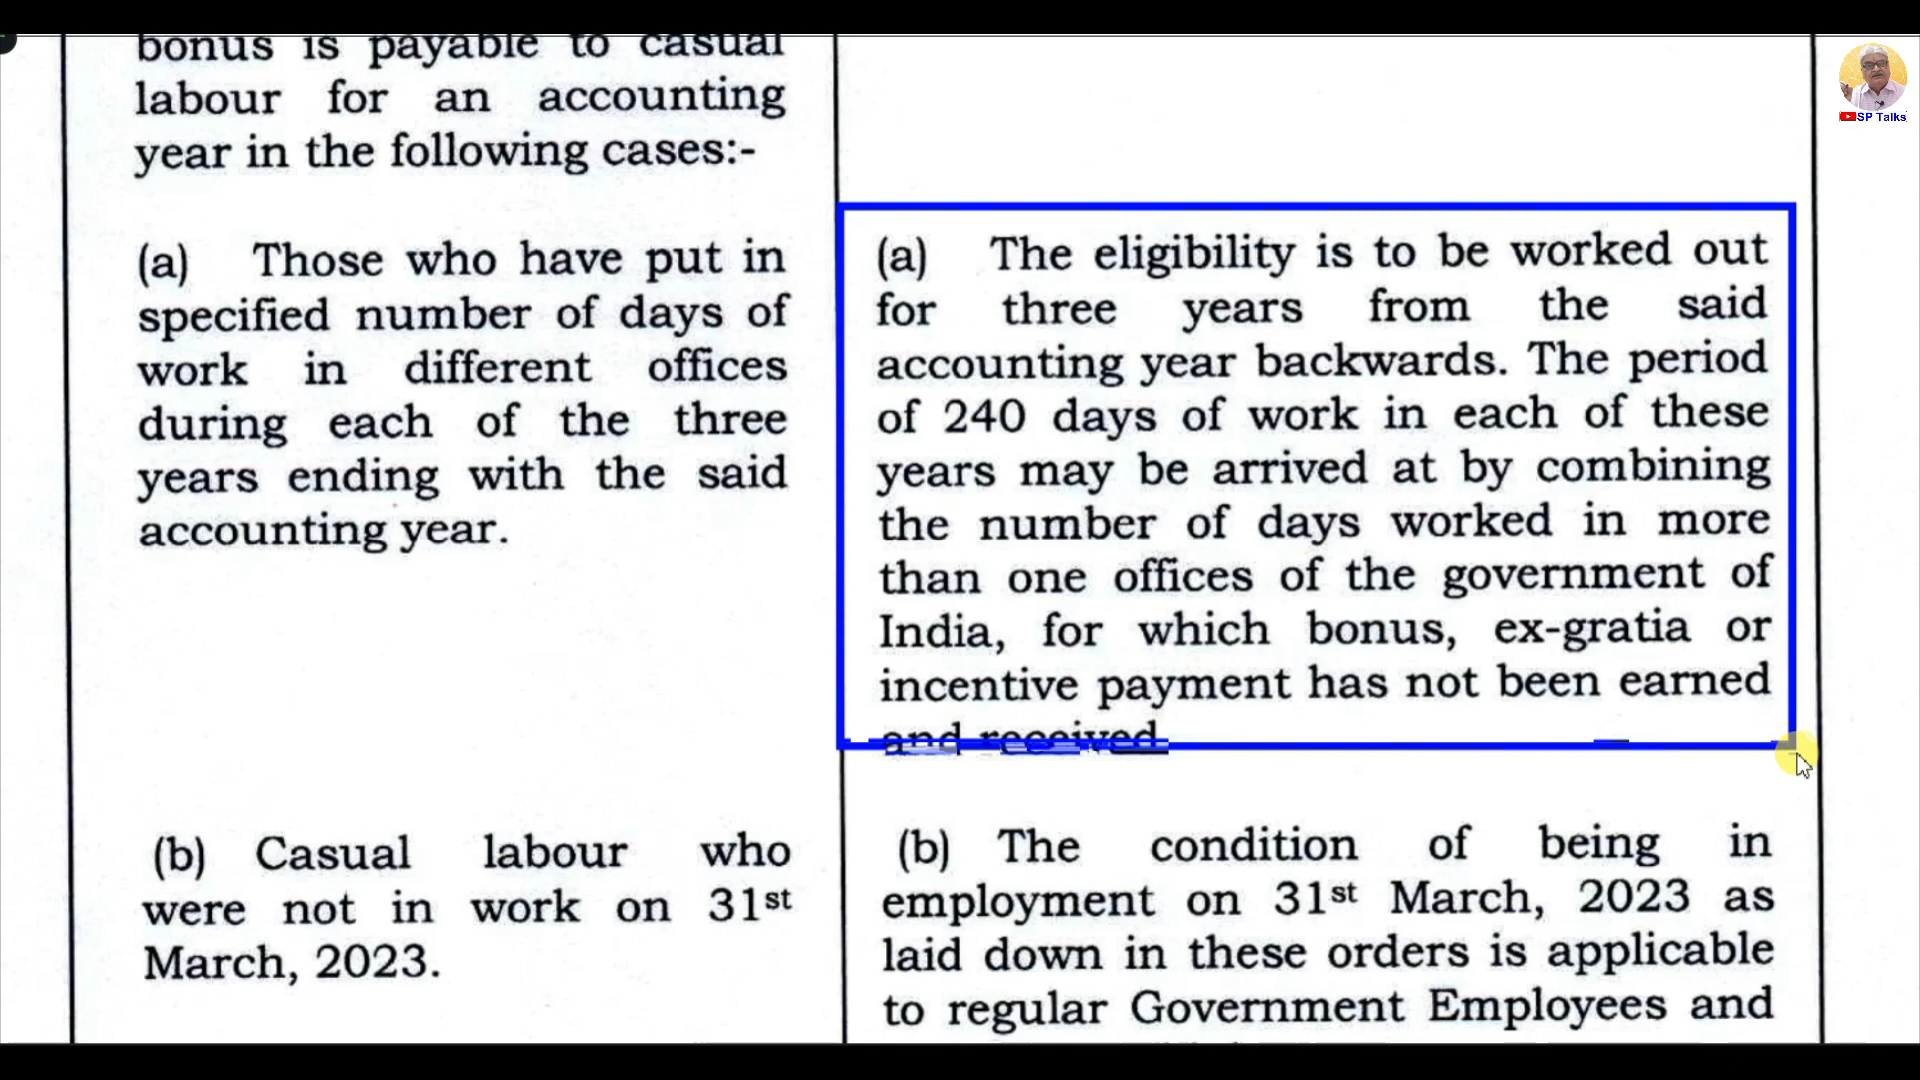 bonus is payable to casual
labour for an accounting
year in the following cases:-
(a) Those who have put in
specified number of days of
work in different offices
during each of the three
years ending with the said
accounting year.
(b) Casual labour who
were not in work on 31st
March, 2023.
(a) The eligibility is to be worked out
for three years from the said
accounting year backwards. The period
of 240 days of work in each of these
years may be arrived at by combining
the number of days worked in more
than one offices of the government of
India, for which bonus, ex-gratia or
incentive payment has not been earned
and received.
(b) The condition of being in
employment on 31st March, 2023 as
laid down in these orders is applicable
to regular Government Employees and
SP Talks